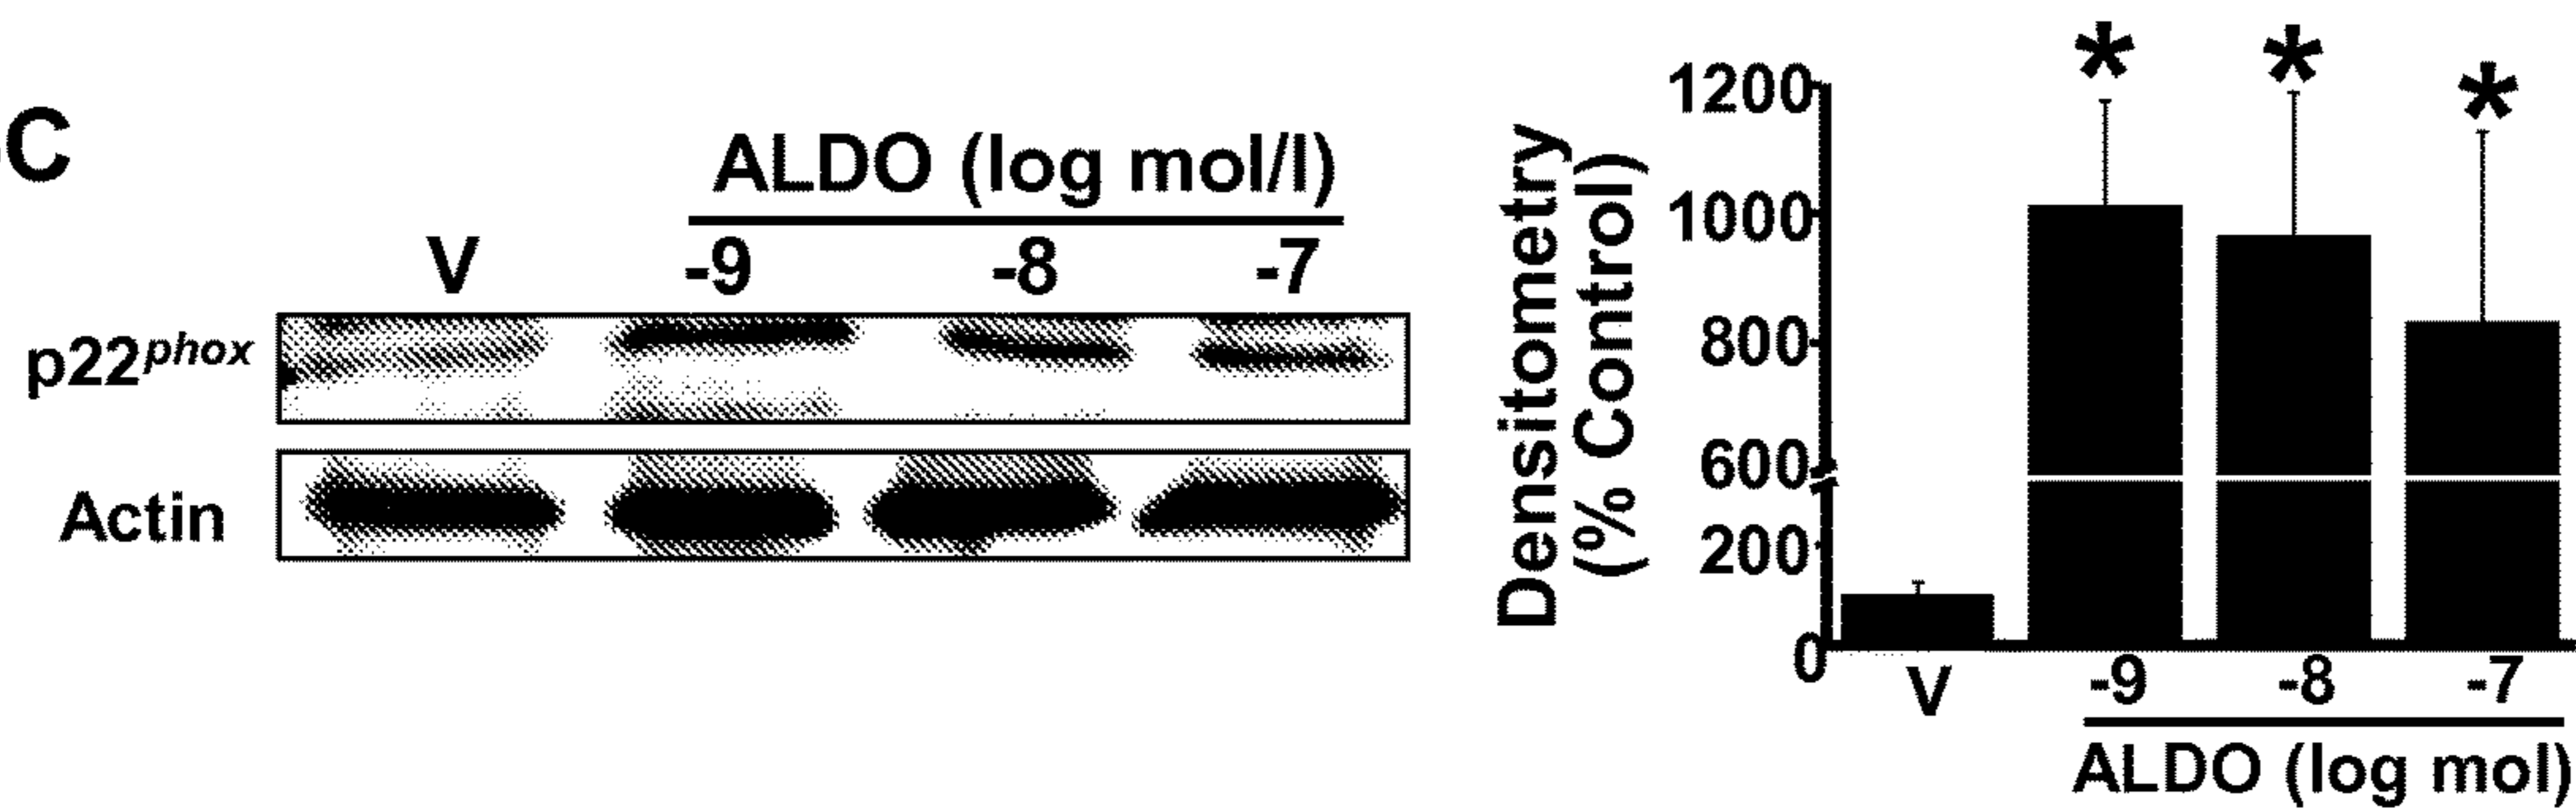 C
ALDO (log mol/l)
V -9 -8 -7
p22phox
Actin
Densitometry
(% Control)
1200
1000
800
600
200
0
* * *
V -9 -8 -7
ALDO (log mol)